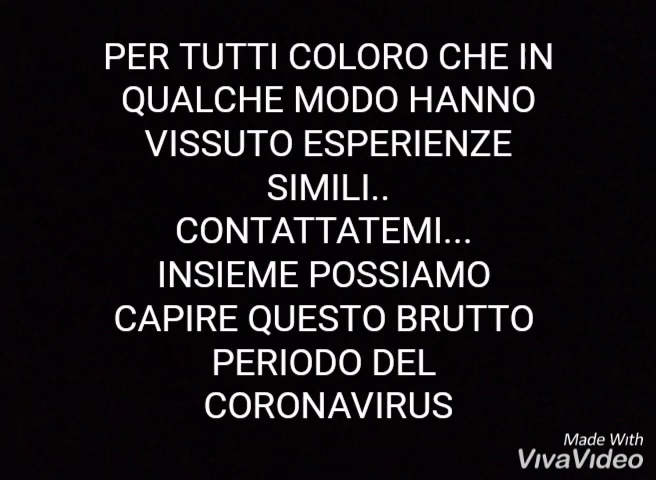 PER TUTTI COLORO CHE IN
QUALCHE MODO HANNO
VISSUTO ESPERIENZE
SIMILI..
CONTATTATEMI...
INSIEME POSSIAMO
CAPIRE QUESTO BRUTTO
PERIODO DEL
CORONAVIRUS
Made With
VivaVideo